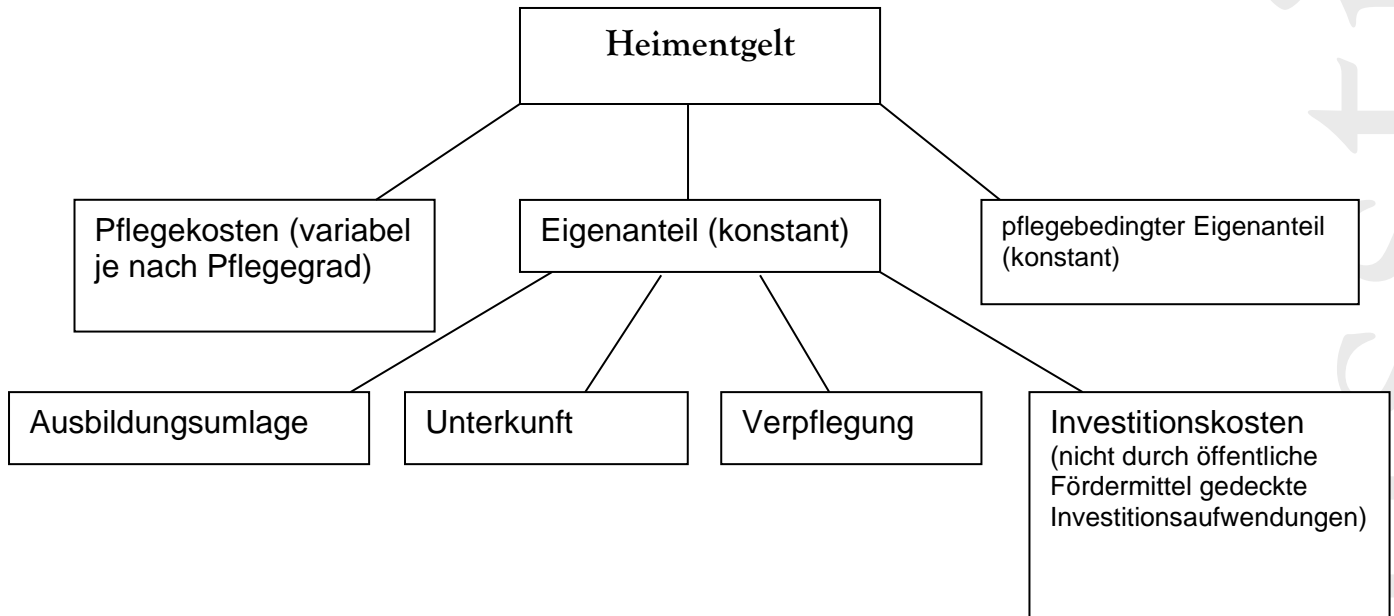 Heimentgelt
Pflegekosten (variabel
je nach Pflegegrad)
Eigenanteil (konstant)
pflegebedingter Eigenanteil
(konstant)
Ausbildungsumlage
Unterkunft
Verpflegung
Investitionskosten
(nicht durch öffentliche
Fördermittel gedeckte
Investitionsaufwendungen)